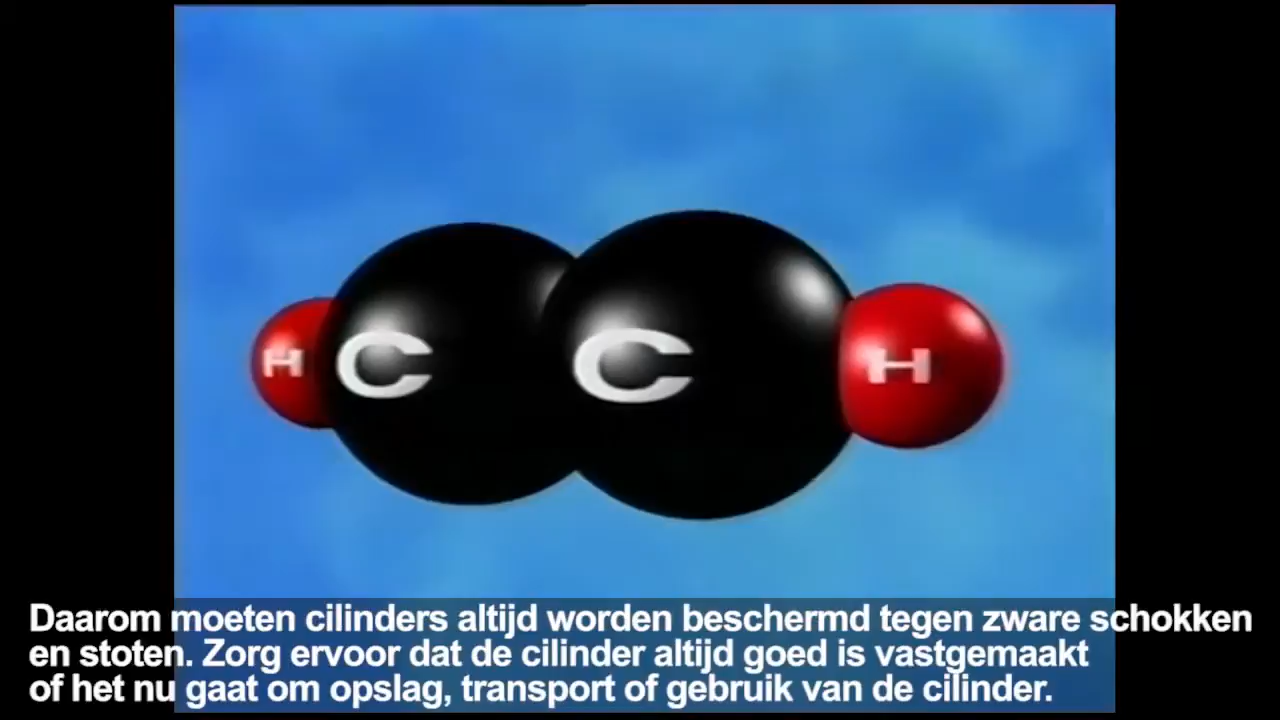 H C C H
Daarom moeten cilinders altijd worden beschermd tegen zware schokken
en stoten. Zorg ervoor dat de cilinder altijd goed is vastgemaakt
of het nu gaat om opslag, transport of gebruik van de cilinder.